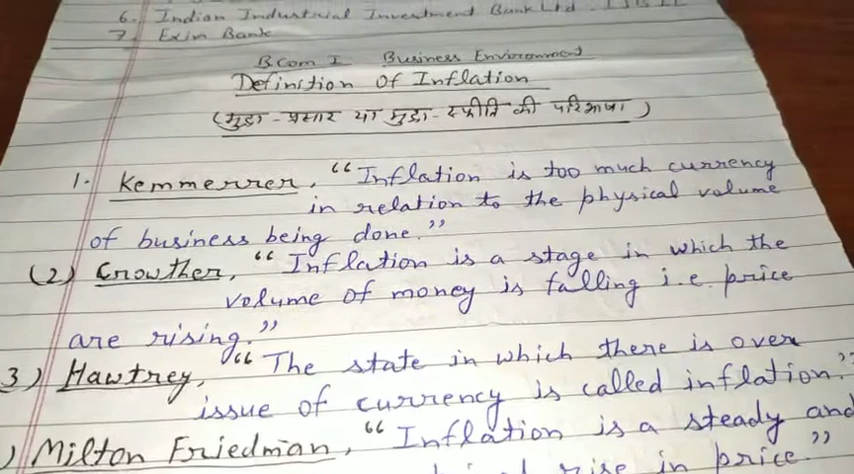 6. Indian Industrial Investment Bank Ltd.
7. Exim Bank
B.Com I Business Environment
Definition Of Inflation
(मुद्रा - प्रसार या मुद्रा - स्फीति की परिभाषा)
1. Kemmerrer, “Inflation is too much currency
in relation to the physical volume
of business being done.”
(2) Crowther, “Inflation is a stage in which the
volume of money is falling i.e. price
are rising.”
3) Hawtrey, “The state in which there is over
issue of currency is called inflation.”
) Milton Friedman, “Inflation is a steady and
rise in price.”